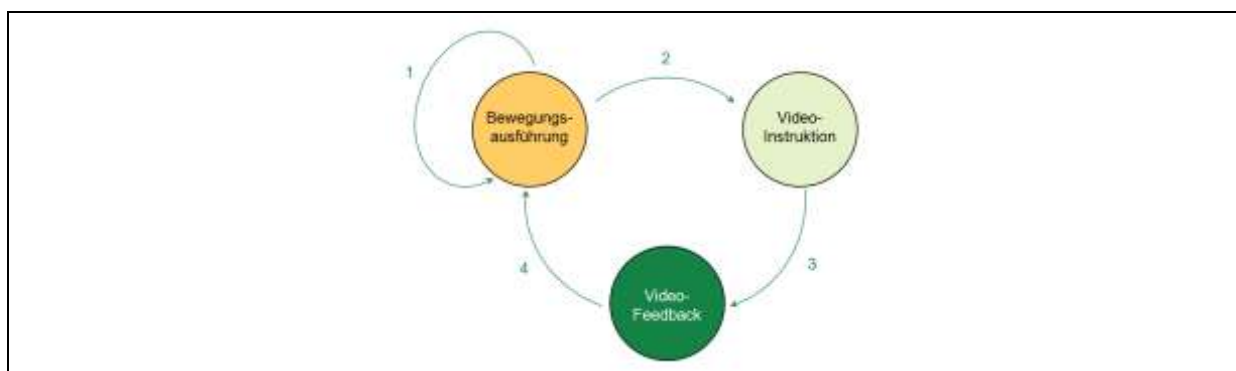 1
2
Bewegungs-
ausführung
Video-
Instruktion
4
3
Video-
Feedback